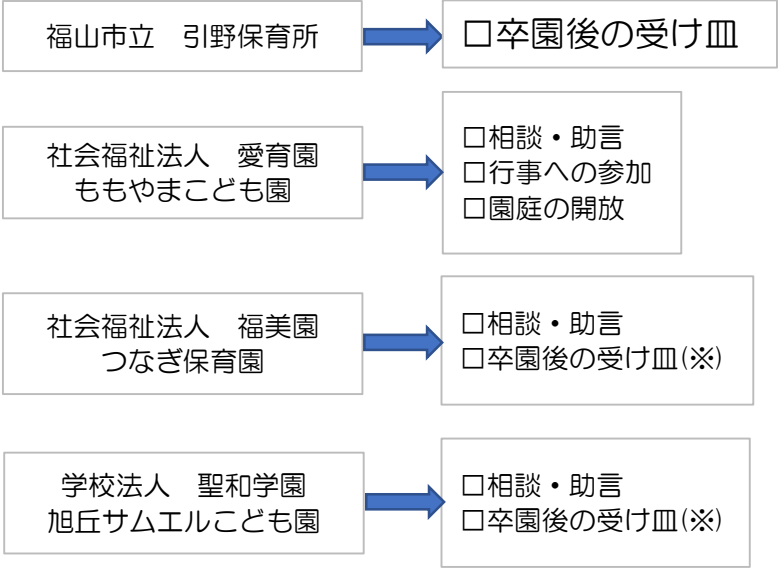 福山市立　引野保育所
□卒園後の受け皿
社会福祉法人　愛育園
ももやまこども園
□相談・助言
□行事への参加
□園庭の開放
社会福祉法人　福美園
つなぎ保育園
□相談・助言
□卒園後の受け皿(※)
学校法人　聖和学園
旭丘サムエルこども園
□相談・助言
□卒園後の受け皿(※)